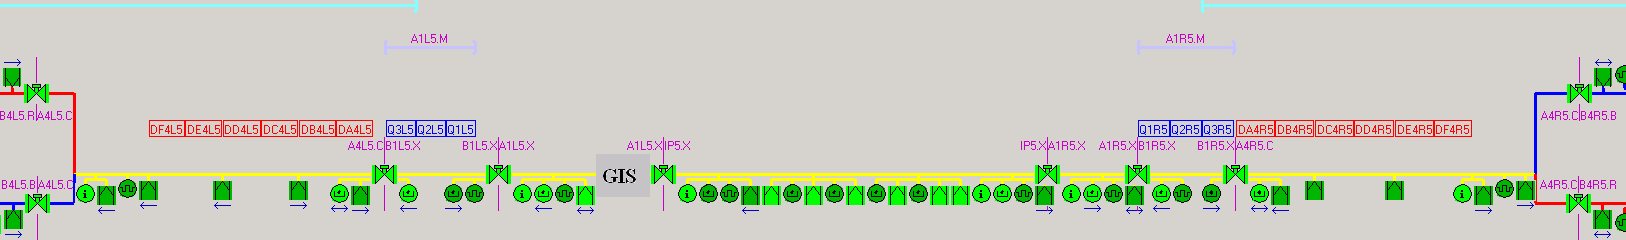 A1L5.M A1R5.M
B4L5.R A4L5.C A4R5.C B4R5.B
DF4L5 DE4L5 DD4L5 DC4L5 DB4L5 DA4L5 Q3L5 Q2L5 Q1L5 Q1R5 Q2R5 Q3R5 DA4R5 DB4R5 DC4R5 DD4R5 DE4R5 DF4R5
A4L5.C B1L5.X B1L5.X A1L5.X A1L5.X IP5.X IP5.X A1R5.X A1R5.X B1R5.X B1R5.X A4R5.C
GIS
B4L5.B A4L5.C A4R5.C B4R5.R